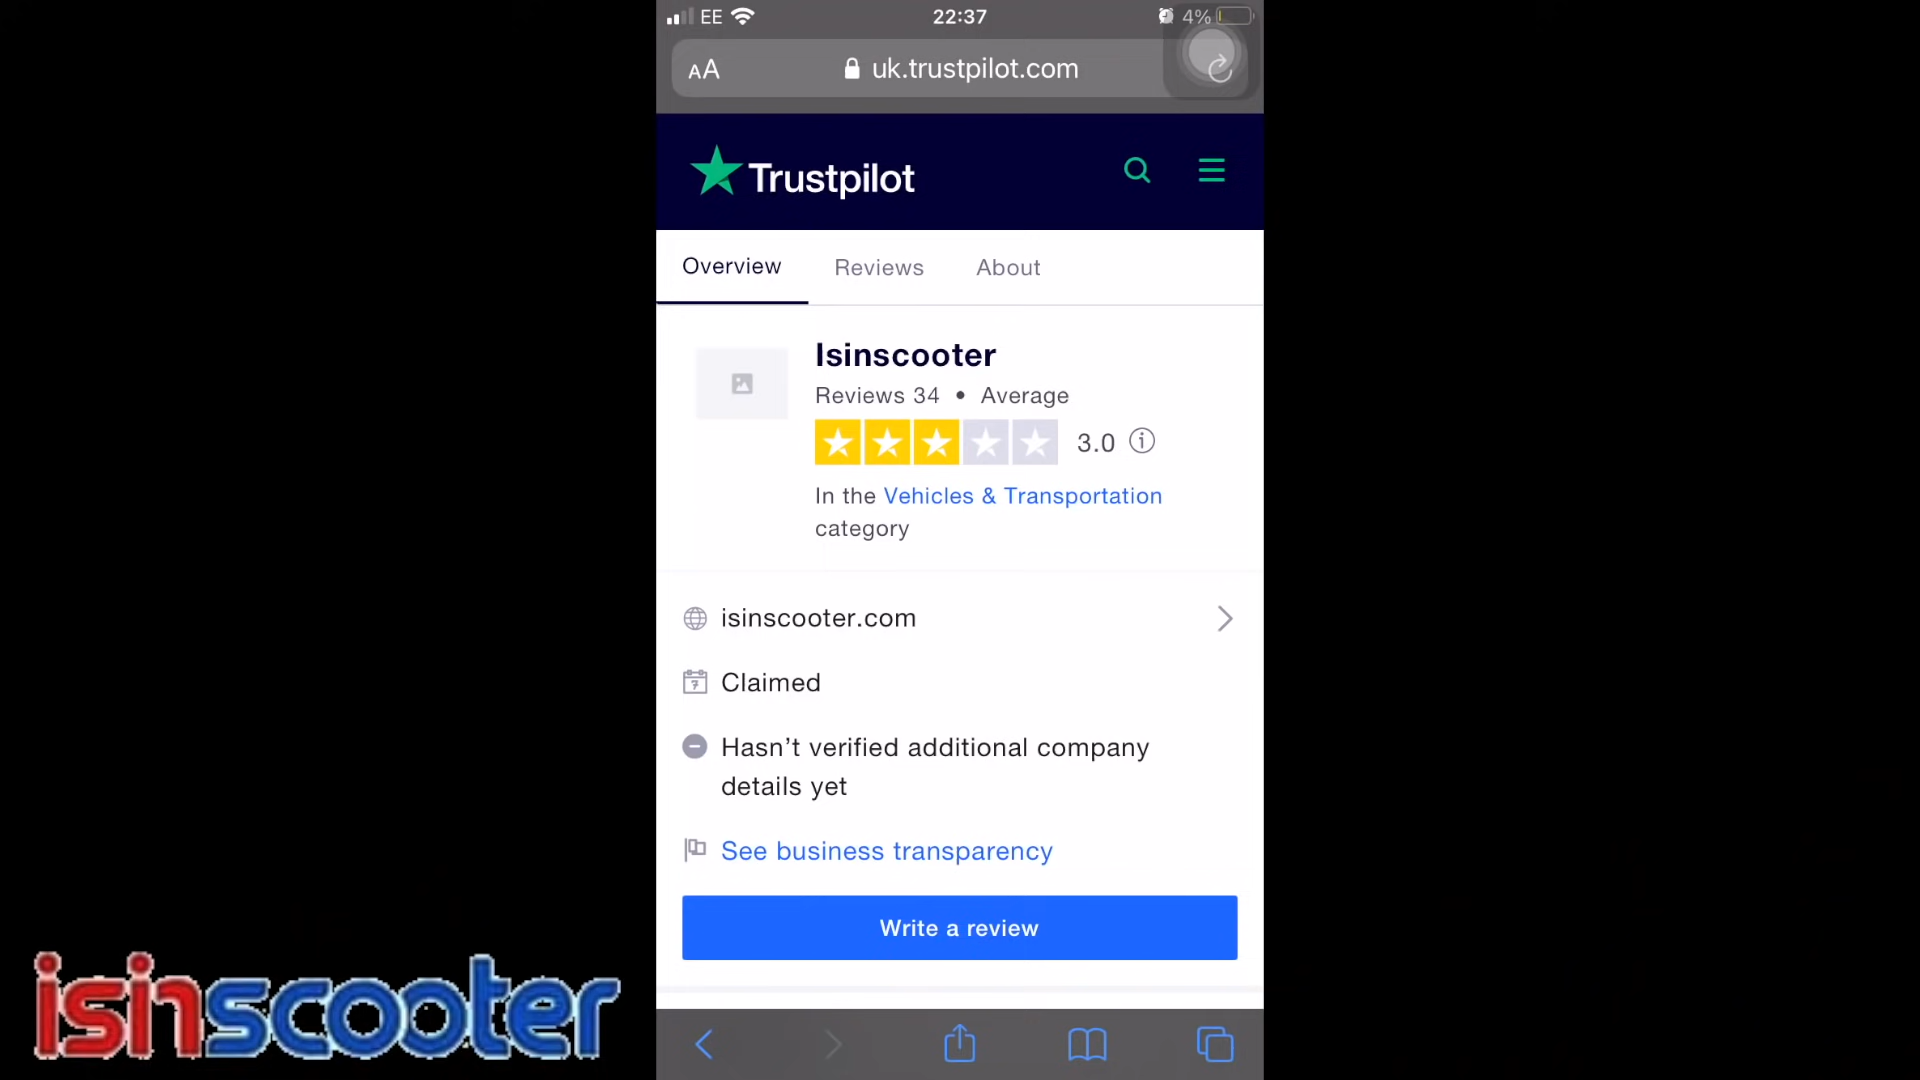 EE 22:37 4%
AA uk.trustpilot.com
Trustpilot
Overview Reviews About
Isinscooter
Reviews 34 • Average
3.0
In the Vehicles & Transportation
category
isinscooter.com
7 Claimed
Hasn't verified additional company
details yet
See business transparency
Write a review
isinscooter